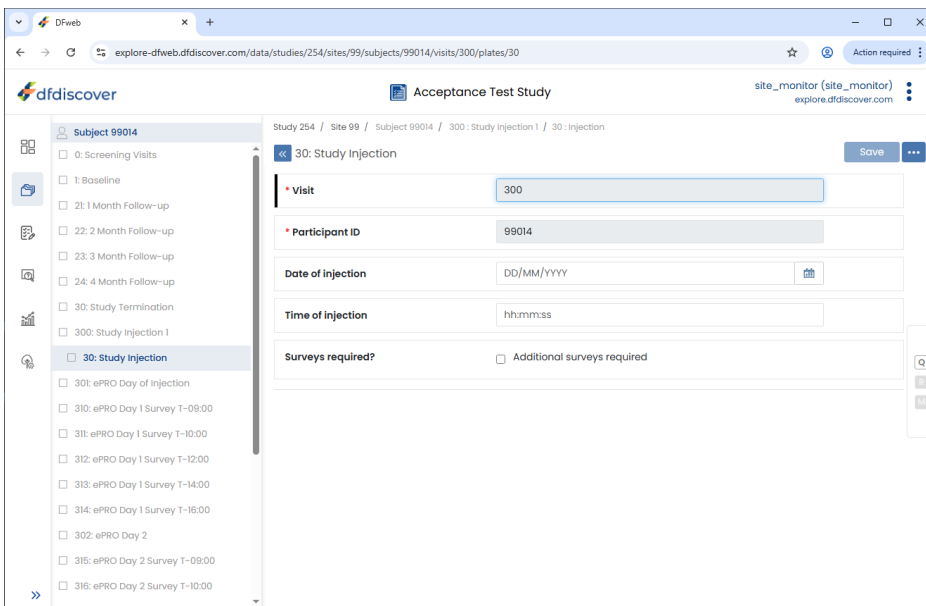 DFweb
explore-dfweb.dfdiscover.com/data/studies/254/sites/99/subjects/99014/visits/300/plates/30
Action required
dfdiscover
Acceptance Test Study
site_monitor (site_monitor)
explore.dfdiscover.com
Subject 99014
0: Screening Visits
1: Baseline
21: 1 Month Follow-up
22: 2 Month Follow-up
23: 3 Month Follow-up
24: 4 Month Follow-up
30: Study Termination
300: Study Injection 1
30: Study Injection
301: ePRO Day of Injection
310: ePRO Day 1 Survey T-09:00
311: ePRO Day 1 Survey T-10:00
312: ePRO Day 1 Survey T-12:00
313: ePRO Day 1 Survey T-14:00
314: ePRO Day 1 Survey T-16:00
302: ePRO Day 2
315: ePRO Day 2 Survey T-09:00
316: ePRO Day 2 Survey T-10:00
Study 254 / Site 99 / Subject 99014 / 300 : Study Injection 1 / 30 : Injection
30: Study Injection
Save
* Visit
300
* Participant ID
99014
Date of injection
DD/MM/YYYY
Time of injection
hh:mm:ss
Surveys required?
Additional surveys required
Q
R
M